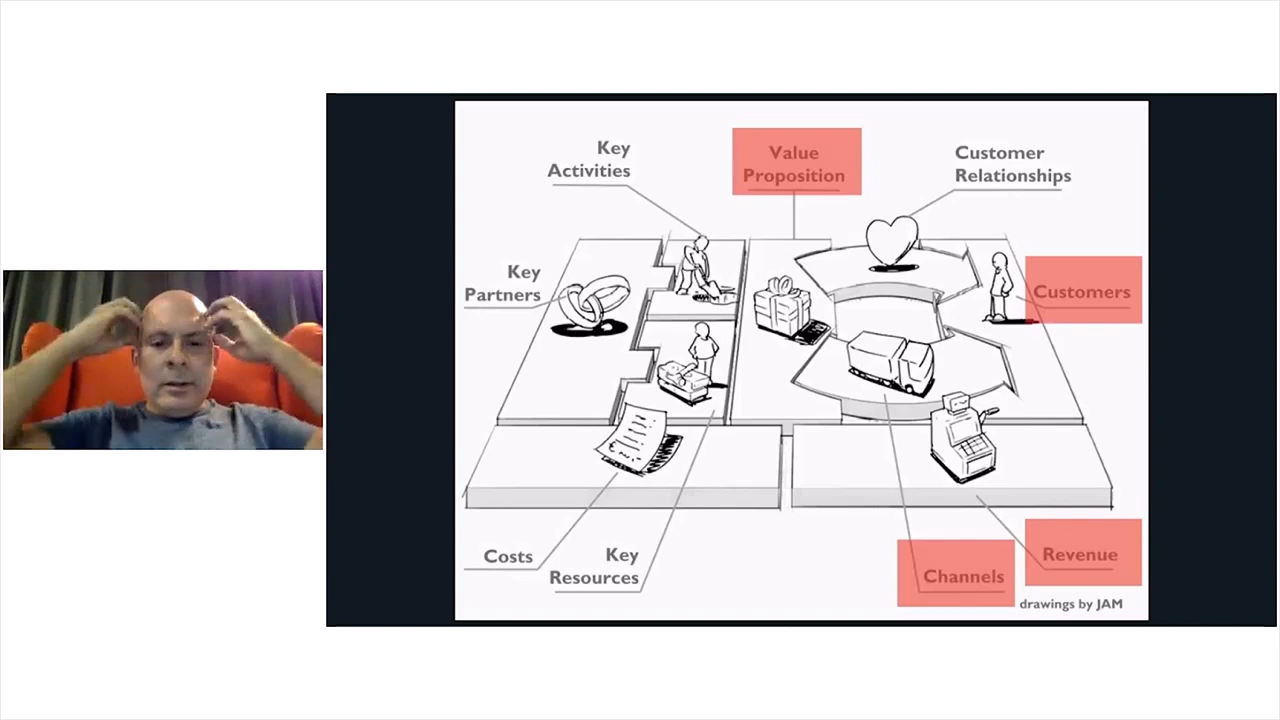 Key
Activities
Value
Proposition
Customer
Relationships
Key
Partners
Customers
Costs
Key
Resources
Channels
Revenue
drawings by JAM